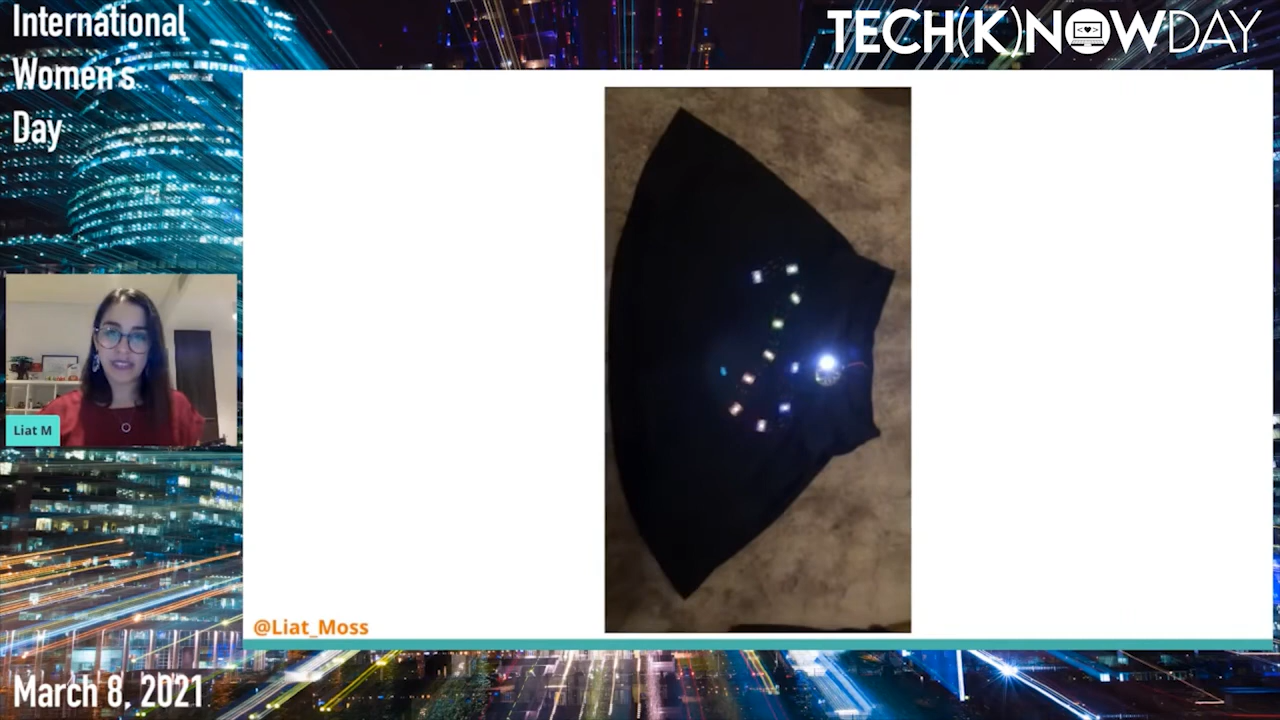 International
Women's
Day
TECH(K)NOWDAY
Liat M
@Liat_Moss
March 8, 2021